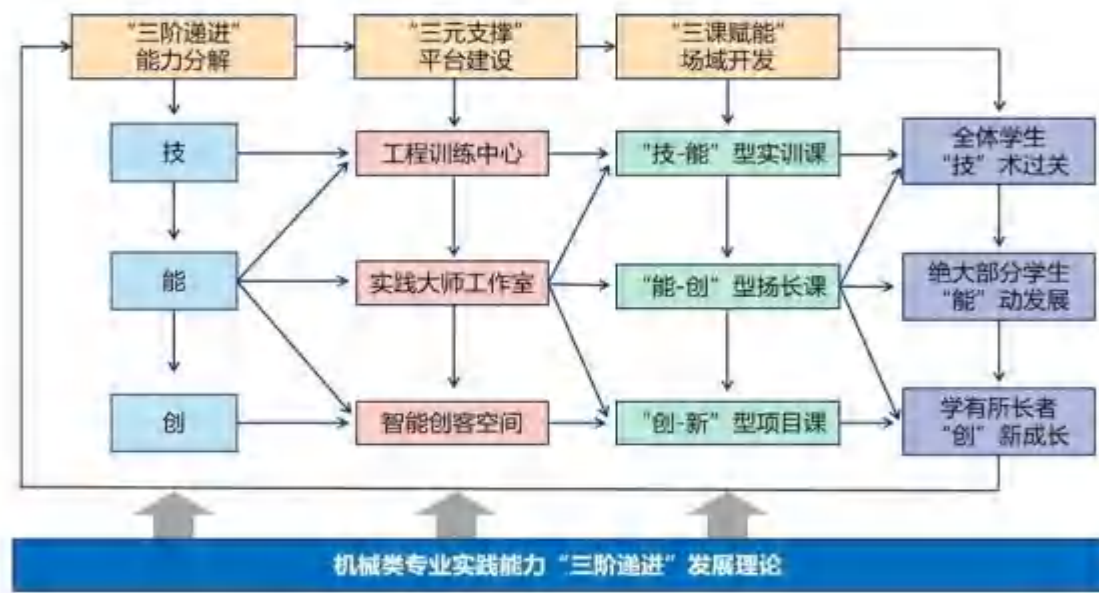 “三阶递进”
能力分解
“三元支撑”
平台建设
“三课赋能”
场域开发
技
工程训练中心
“技-能”型实训课
全体学生
“技”术过关
能
实践大师工作室
“能-创”型扬长课
绝大部分学生
“能”动发展
创
智能创客空间
“创-新”型项目课
学有所长者
“创”新成长
机械类专业实践能力“三阶递进”发展理论